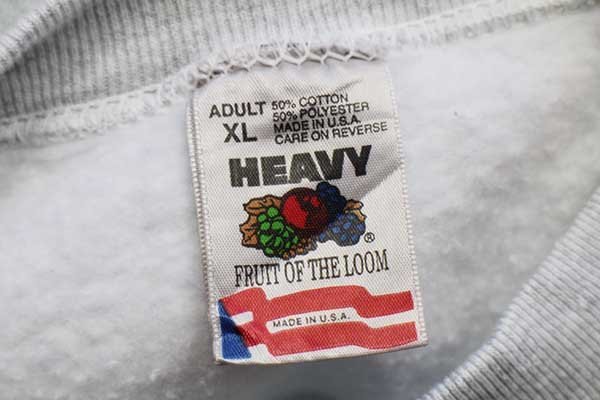 ADULT
XL
50% COTTON
50% POLYESTER
MADE IN U.S.A.
CARE ON REVERSE
HEAVY
®
FRUIT OF THE LOOM
MADE IN U.S.A.